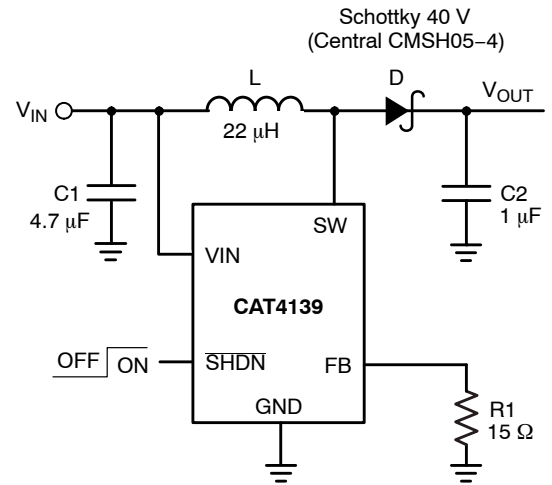 Schottky 40 V
(Central CMSH05−4)
L
D
VIN
VOUT
22 μH
C1
4.7 μF
C2
1 μF
SW
VIN
CAT4139
OFF ON
SHDN
FB
GND
R1
15 Ω